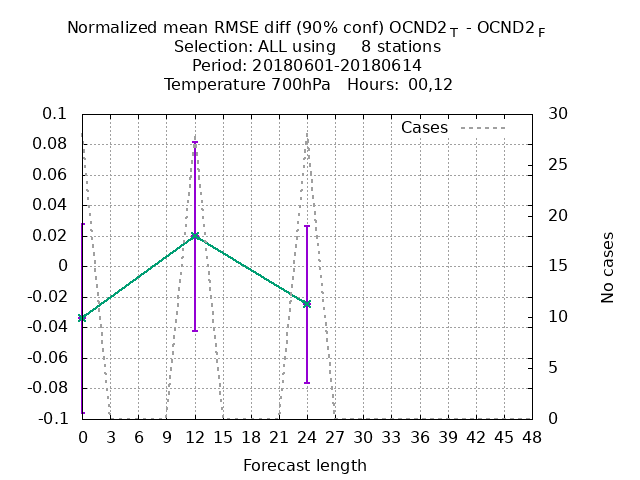 Normalized mean RMSE diff (90% conf) OCND2 T - OCND2 F
Selection: ALL using 8 stations
Period: 20180601-20180614
Temperature 700hPa Hours: 00,12
Cases
0.1
0.08
0.06
0.04
0.02
0
-0.02
-0.04
-0.06
-0.08
-0.1
30
25
20
15
10
5
0
No cases
0 3 6 9 12 15 18 21 24 27 30 33 36 39 42 45 48
Forecast length